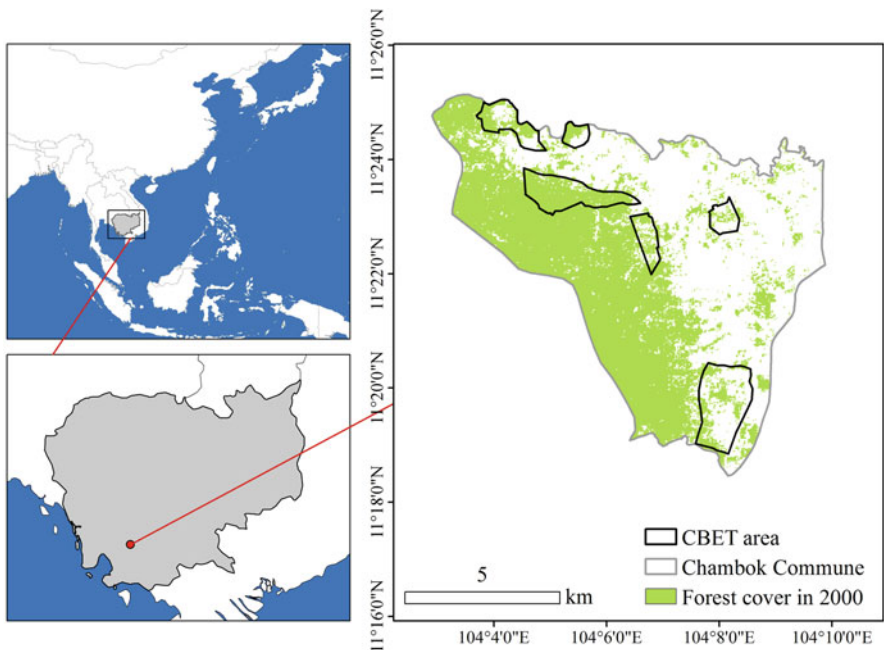 11°26'0"N
11°24'0"N
11°22'0"N
11°20'0"N
11°18'0"N
11°16'0"N
CBET area
Chambok Commune
Forest cover in 2000
5
km
104°4'0"E
104°6'0"E
104°8'0"E
104°10'0"E